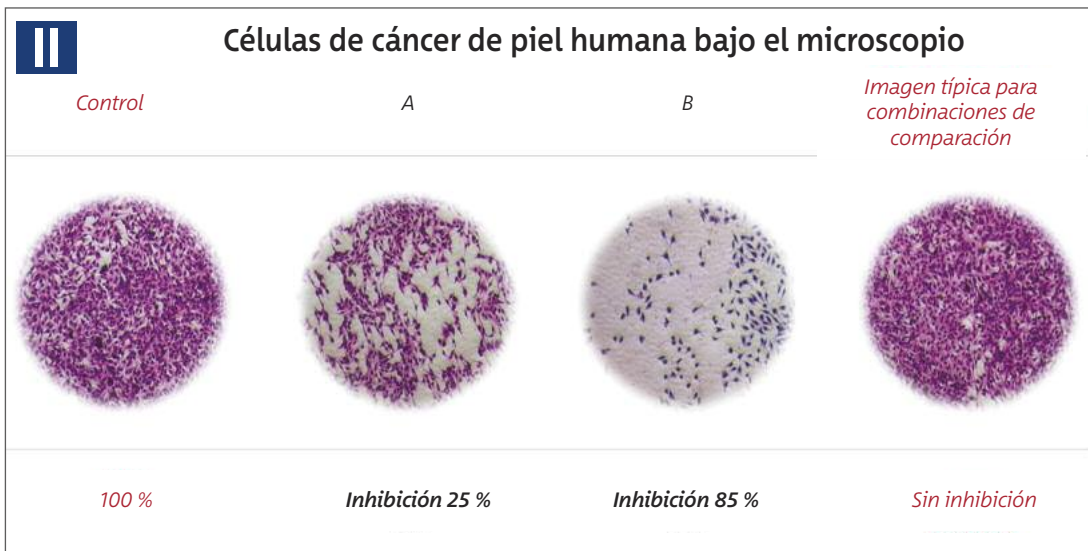 II
Células de cáncer de piel humana bajo el microscopio
Control
A
B
Imagen típica para
combinaciones de
comparación
100 %
Inhibición 25 %
Inhibición 85 %
Sin inhibición